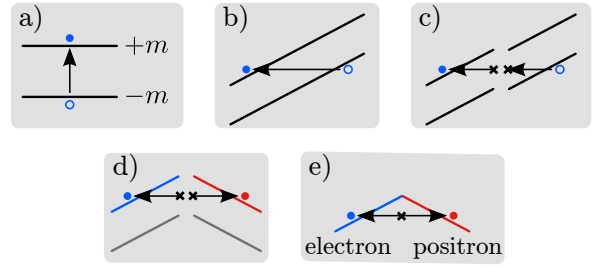 a)
+m
−m
b)
c)
d)
e)
electron positron